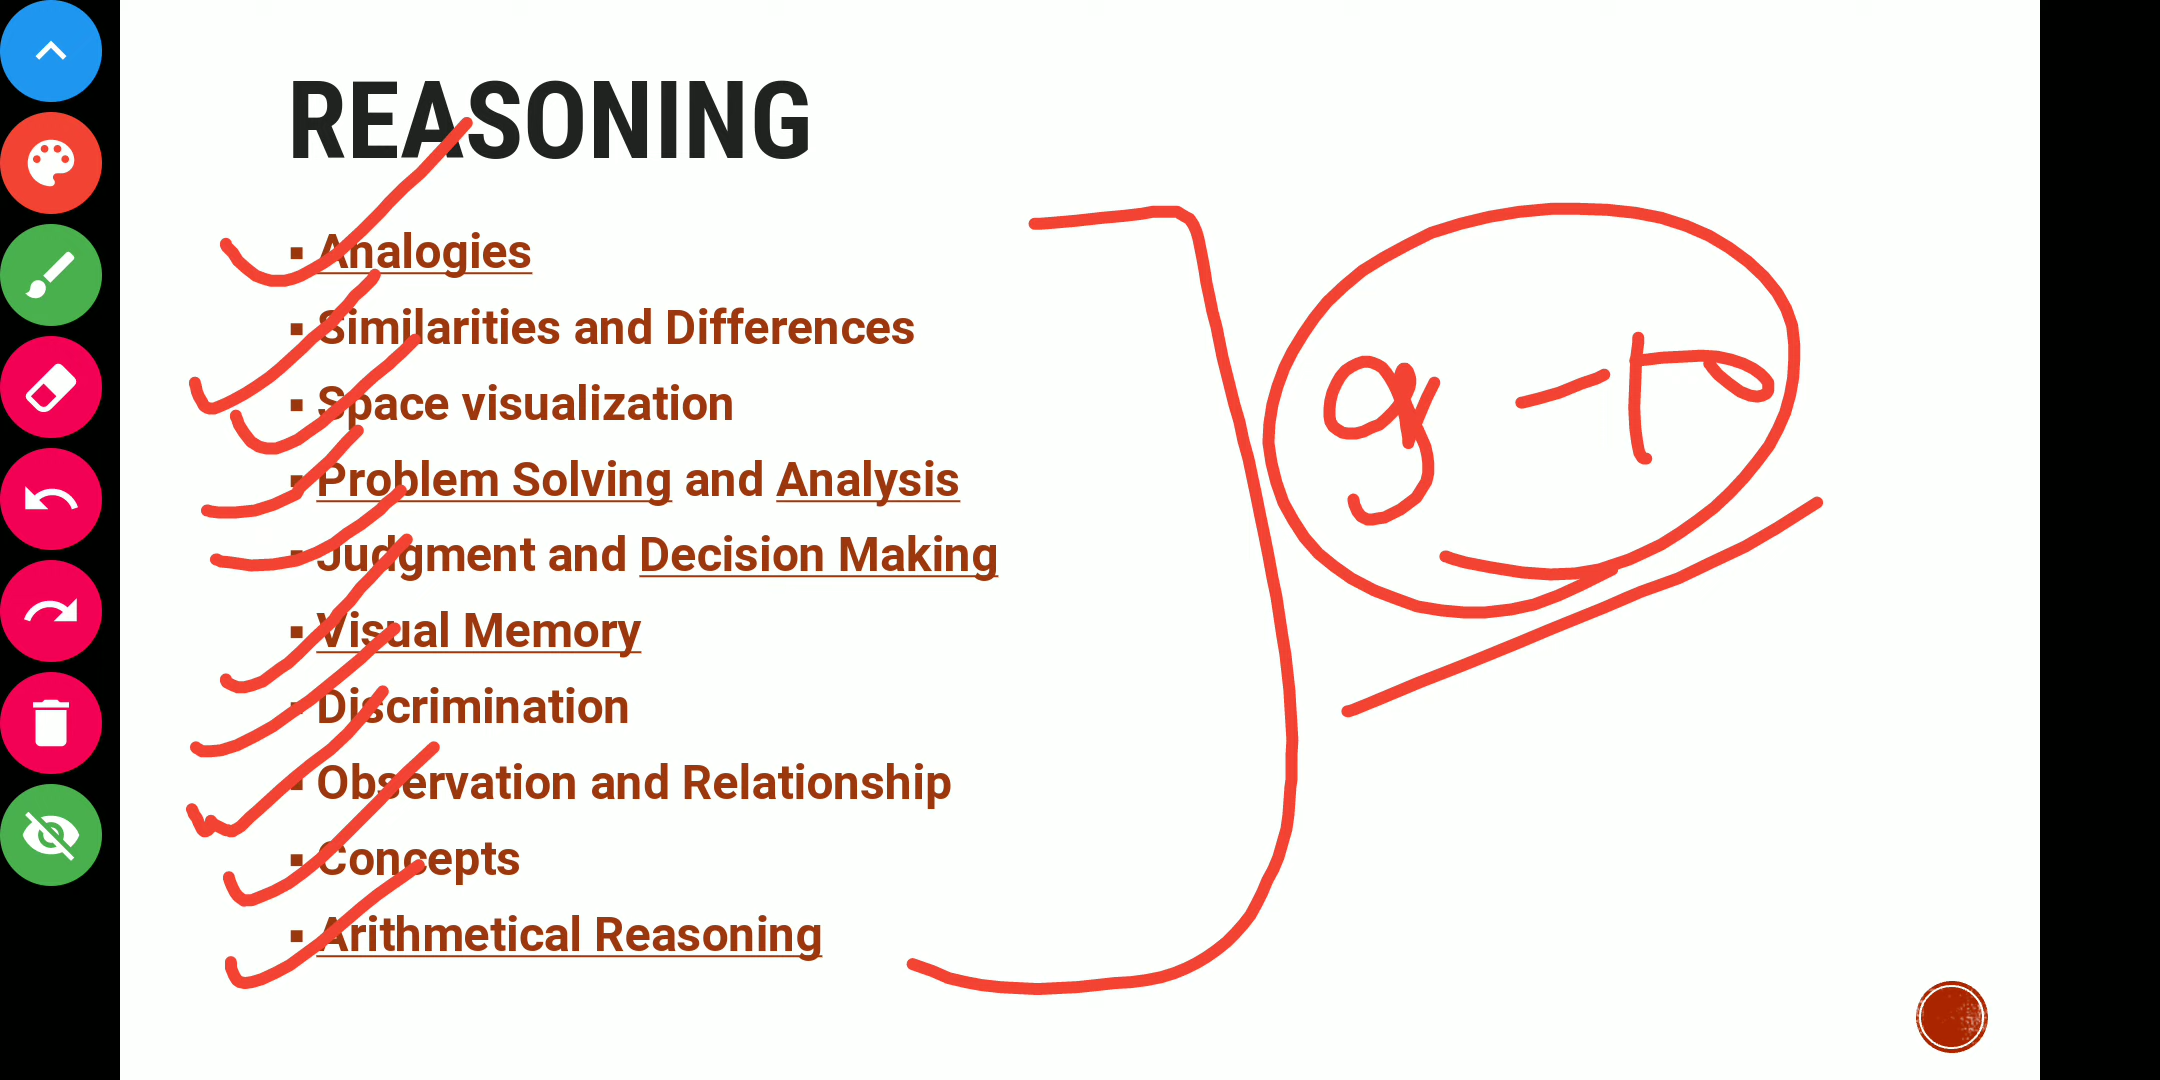 REASONING
▪ Analogies
▪ Similarities and Differences
▪ Space visualization
▪ Problem Solving and Analysis
▪ Judgment and Decision Making
▪ Visual Memory
▪ Discrimination
▪ Observation and Relationship
▪ Concepts
▪ Arithmetical Reasoning